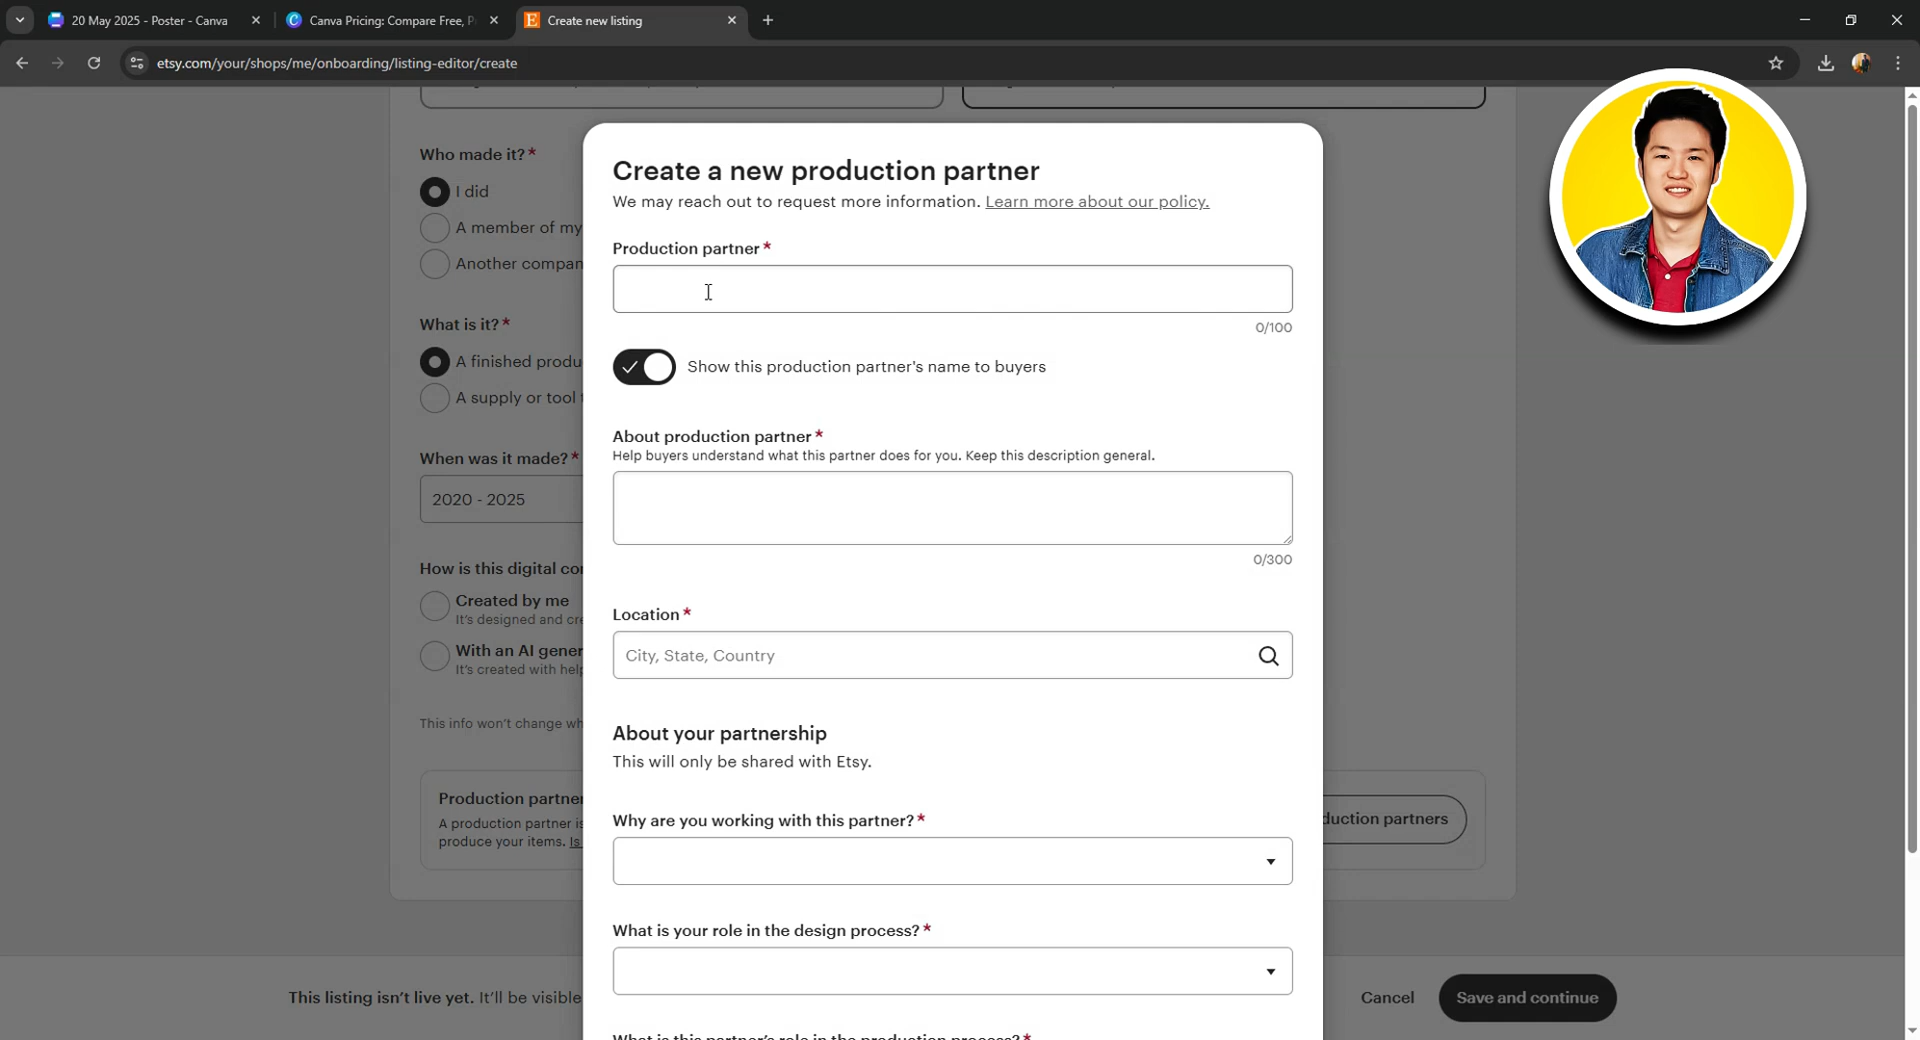 20 May 2025 - Poster - Canva
Canva Pricing: Compare Free, P
Create new listing
etsy.com/your/shops/me/onboarding/listing-editor/create
Who made it?*
I did
A member of my
Another compan
What is it?*
A finished produ
A supply or tool
When was it made?*
2020 - 2025
How is this digital co
Created by me
It's designed and cre
With an AI gener
It's created with help
This info won't change wh
Production partner
A production partner is
produce your items. Is
duction partners
This listing isn't live yet. It'll be visible
Cancel
Save and continue
Create a new production partner
We may reach out to request more information. Learn more about our policy.
Production partner *
0/100
Show this production partner's name to buyers
About production partner *
Help buyers understand what this partner does for you. Keep this description general.
0/300
Location *
City, State, Country
About your partnership
This will only be shared with Etsy.
Why are you working with this partner? *
What is your role in the design process? *
What is this partner's role in the production process? *